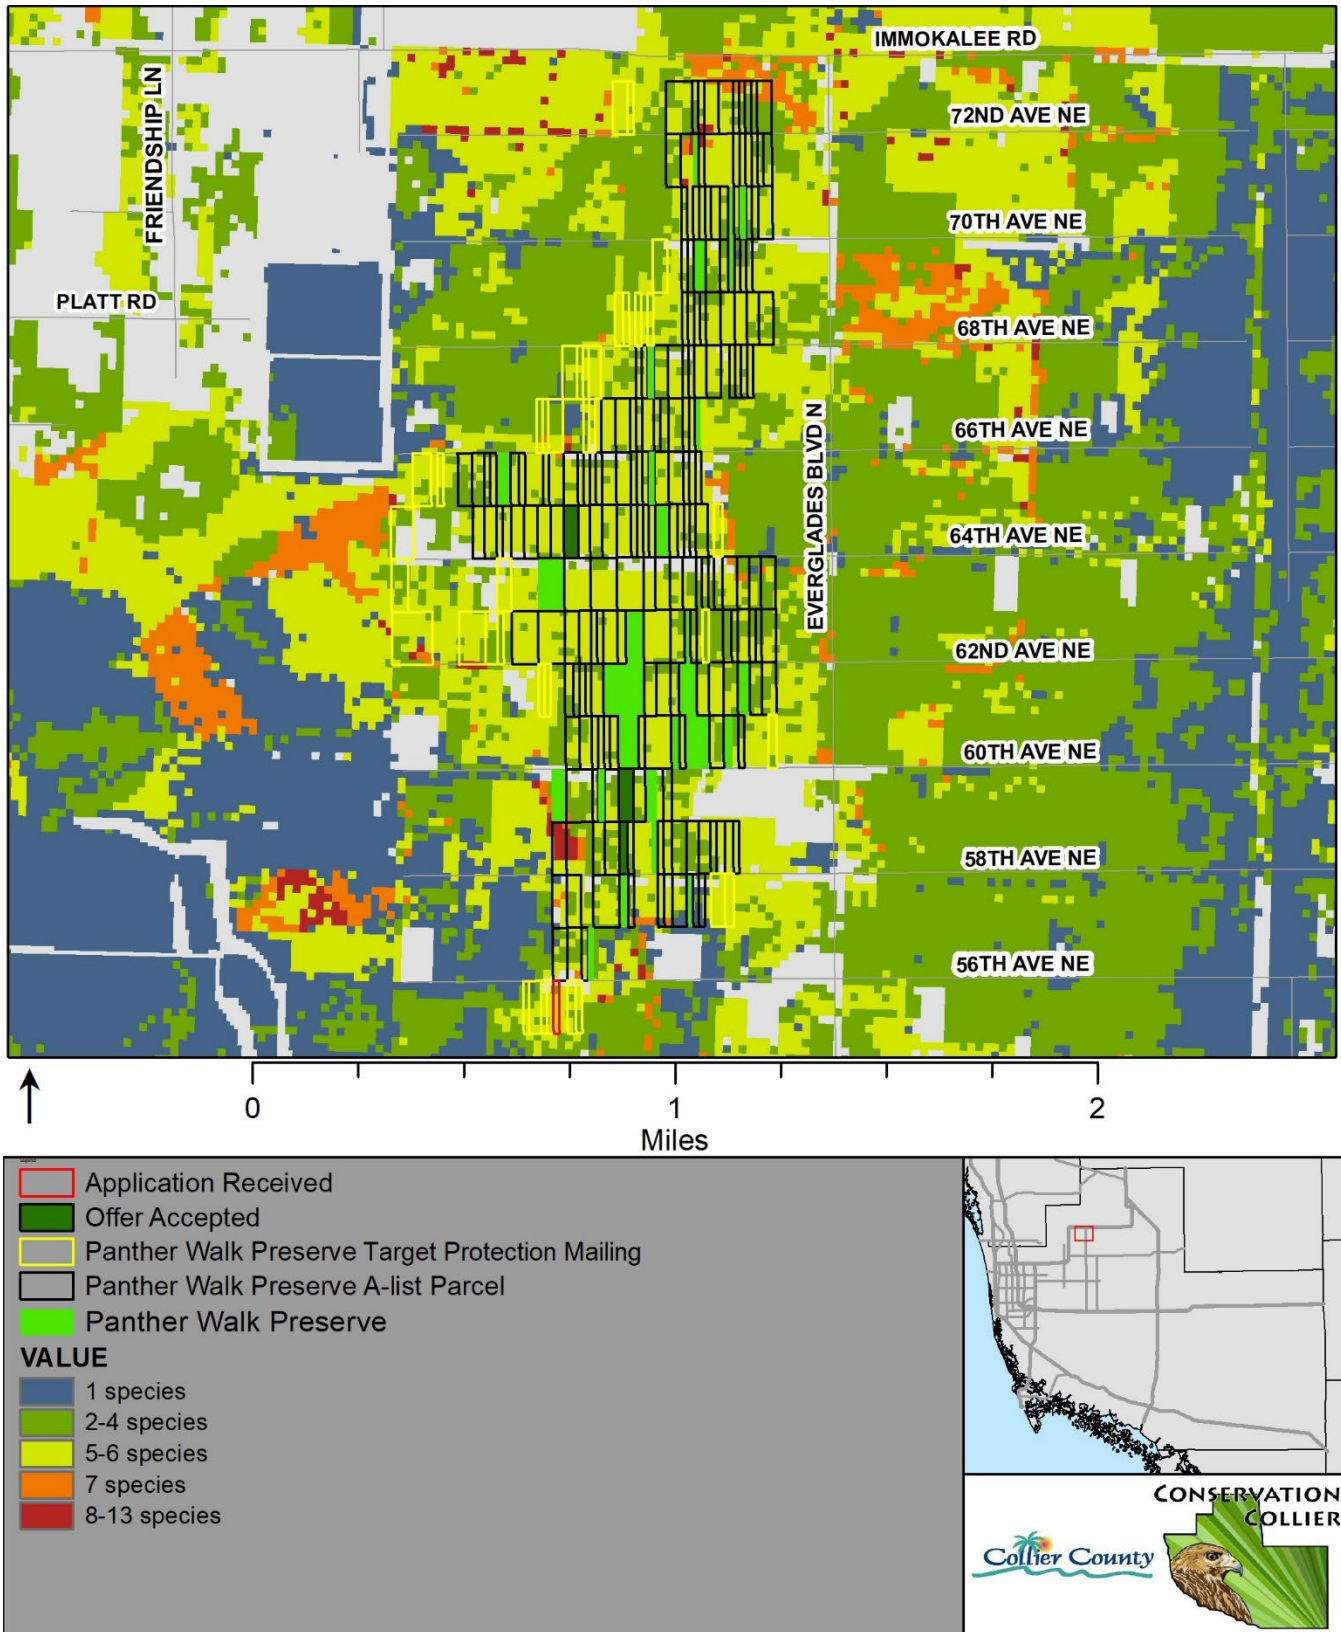 IMMOKALEE RD
FRIENDSHIP LN
72ND AVE NE
70TH AVE NE
PLATT RD
68TH AVE NE
66TH AVE NE
EVERGLADES BLVD N
64TH AVE NE
62ND AVE NE
60TH AVE NE
58TH AVE NE
56TH AVE NE
0 1 2
Miles
Application Received
Offer Accepted
Panther Walk Preserve Target Protection Mailing
Panther Walk Preserve A-list Parcel
Panther Walk Preserve
VALUE
1 species
2-4 species
5-6 species
7 species
8-13 species
CONSERVATION
COLLIER
Collier County